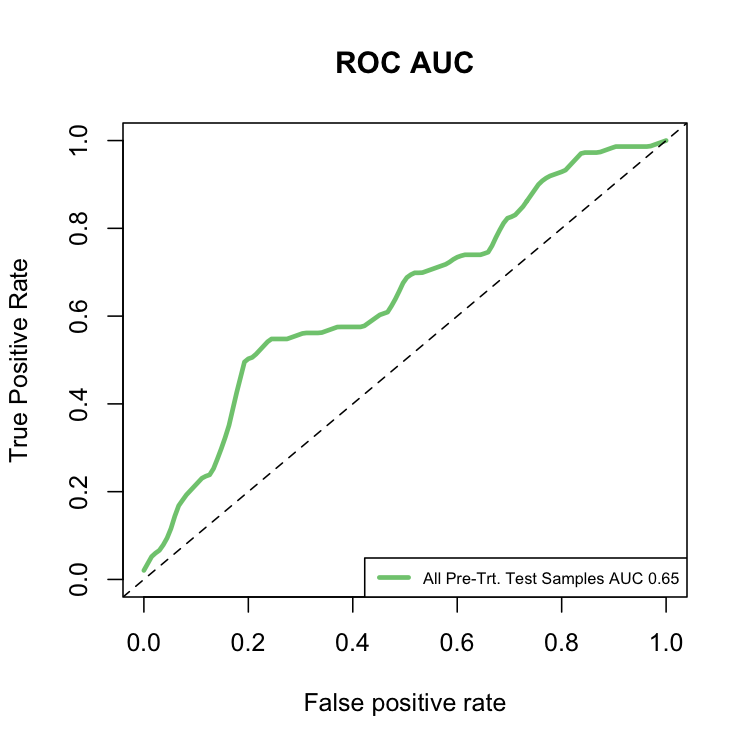 ROC AUC
True Positive Rate
1.0
0.8
0.6
0.4
0.2
0.0
All Pre-Trt. Test Samples AUC 0.65
0.0 0.2 0.4 0.6 0.8 1.0
False positive rate